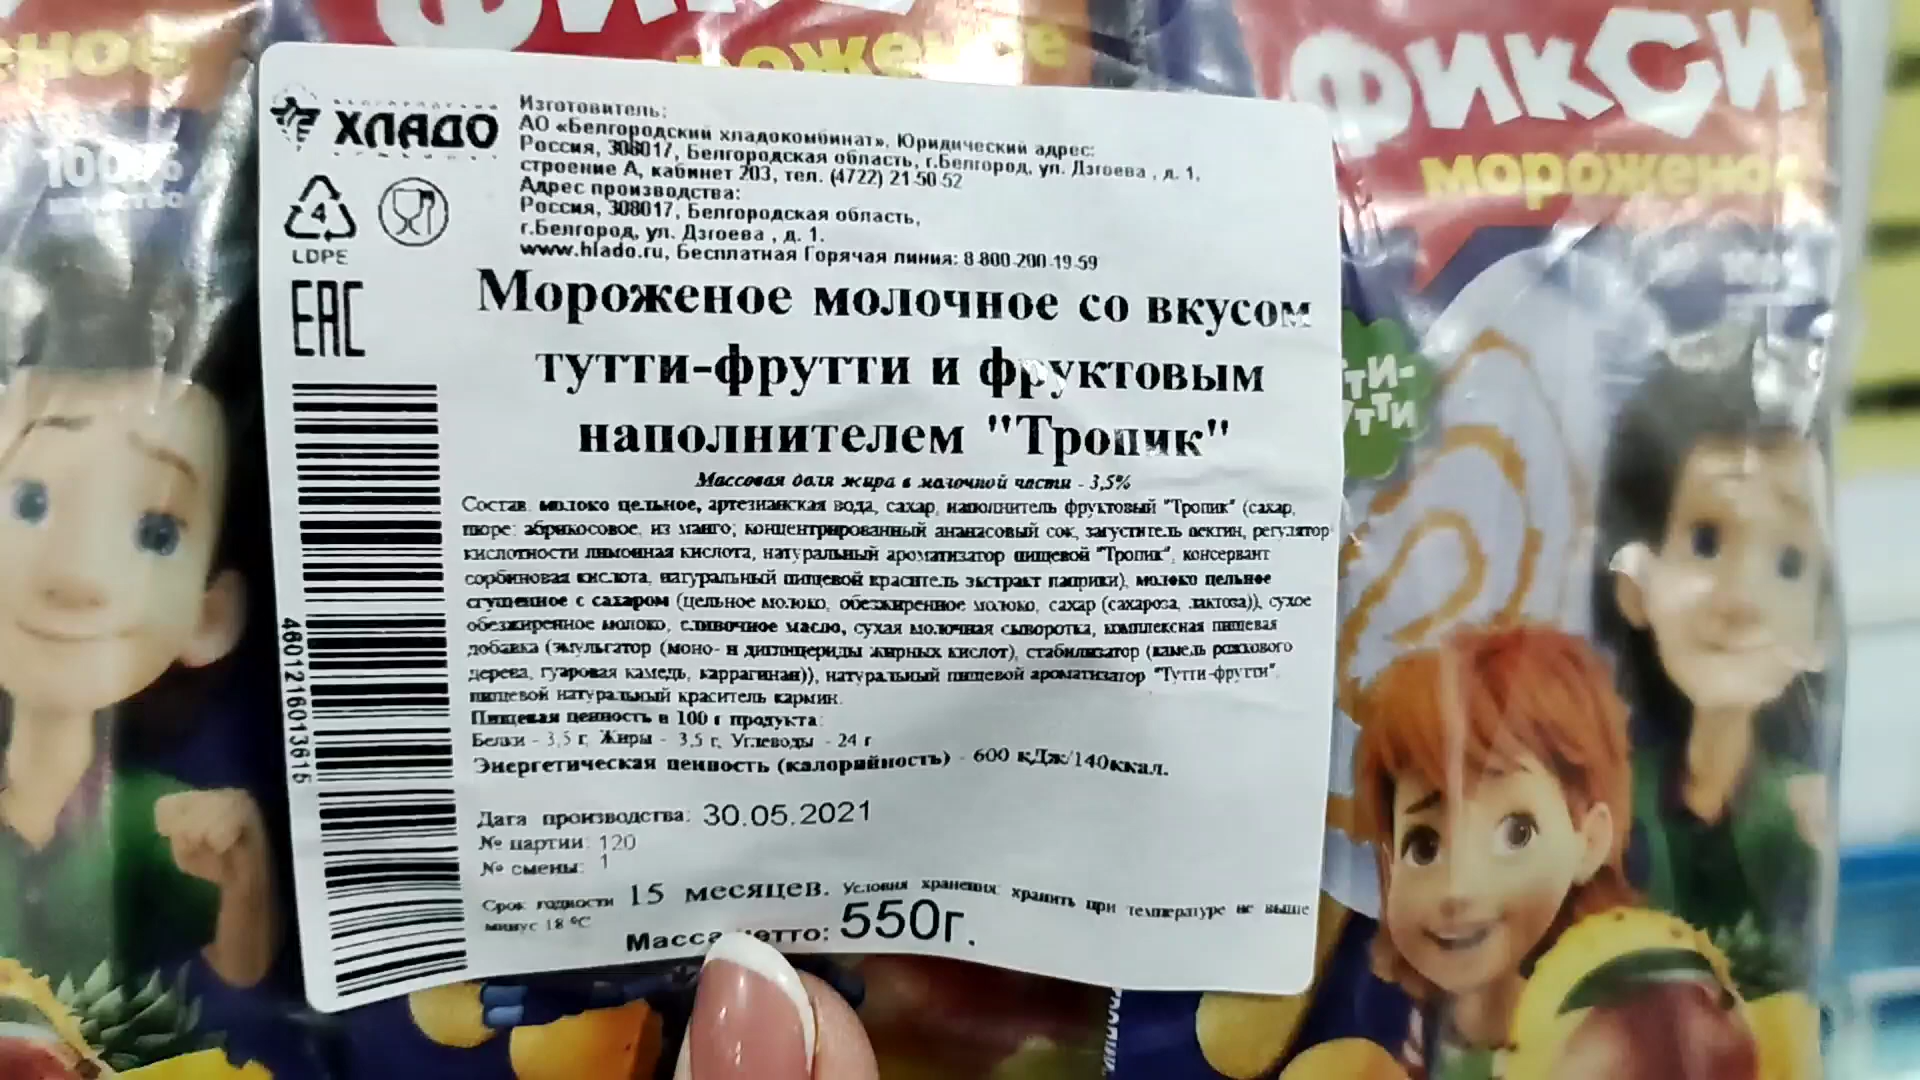 ное
100%
качество
ФИКСИ
мороженое
ФИКСИ
мороженое
ХЛАДО
4
LDPE
EAC
4601216013615
Изготовитель:
АО «Белгородский хладокомбинат», Юридический адрес:
Россия, 308017, Белгородская область, г.Белгород, ул. Дзгоева , д. 1,
строение А, кабинет 203, тел. (4722) 21-50-52
Адрес производства:
Россия, 308017, Белгородская область,
г.Белгород, ул. Дзгоева , д. 1.
www.hlado.ru, Бесплатная Горячая линия: 8-800-200-19-59
Мороженое молочное со вкусом
тутти-фрутти и фруктовым
наполнителем "Тропик"
Массовая доля жира в молочной части - 3,5%
Состав: молоко цельное, артезианская вода, сахар, наполнитель фруктовый "Тропик" (сахар,
пюре: абрикосовое, из манго; концентрированный ананасовый сок, загуститель пектин, регулятор
кислотности лимонная кислота, натуральный ароматизатор пищевой "Тропик", консервант
сорбиновая кислота, натуральный пищевой краситель экстракт паприки), молоко цельное
сгущенное с сахаром (цельное молоко, обезжиренное молоко, сахар (сахароза, лактоза)), сухое
обезжиренное молоко, сливочное масло, сухая молочная сыворотка, комплексная пищевая
добавка (эмульгатор (моно- и диглицериды жирных кислот), стабилизатор (камедь рожкового
дерева, гуаровая камедь, каррагинан)), натуральный пищевой ароматизатор "Тутти-фрутти",
пищевой натуральный краситель кармин.
Пищевая ценность в 100 г продукта:
Белки - 3,5 г, Жиры - 3,5 г, Углеводы - 24 г
Энергетическая ценность (калорийность) - 600 кДж/140ккал.
Дата производства: 30.05.2021
№ партии: 120
№ смены: 1
Срок годности 15 месяцев. Условия хранения: хранить при температуре не выше
минус 18 °С
Масса нетто: 550г.
ти-
тти